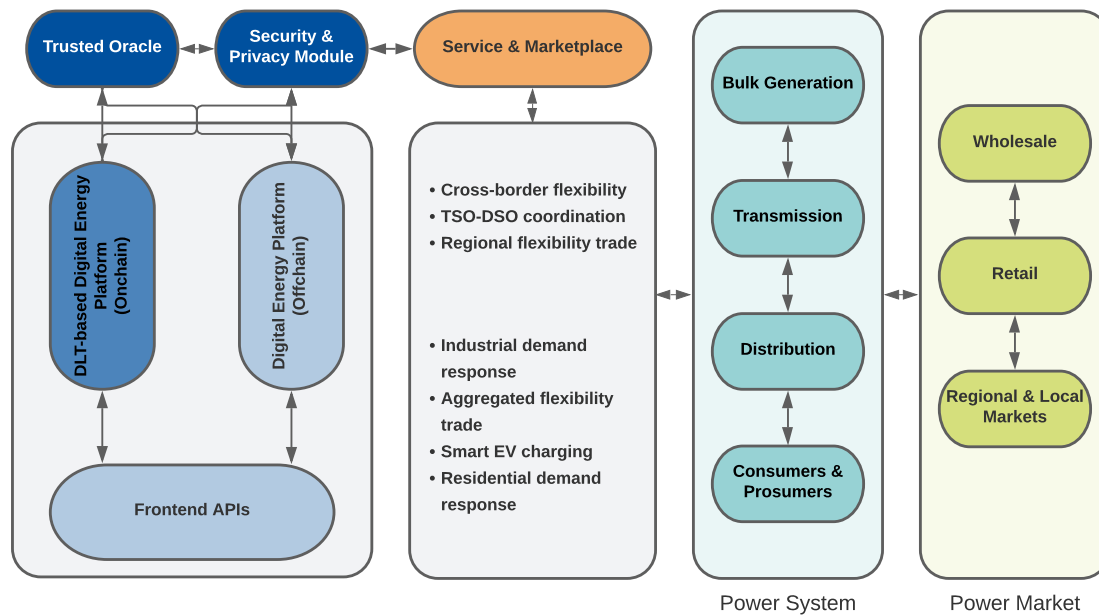 Trusted Oracle
Security &
Privacy Module
Service & Marketplace
DLT-based Digital Energy
Platform
(Onchain)
Digital Energy Platform
(Offchain)
Frontend APIs
• Cross-border flexibility
• TSO-DSO coordination
• Regional flexibility trade
• Industrial demand
response
• Aggregated flexibility
trade
• Smart EV charging
• Residential demand
response
Bulk Generation
Transmission
Distribution
Consumers &
Prosumers
Power System
Wholesale
Retail
Regional & Local
Markets
Power Market